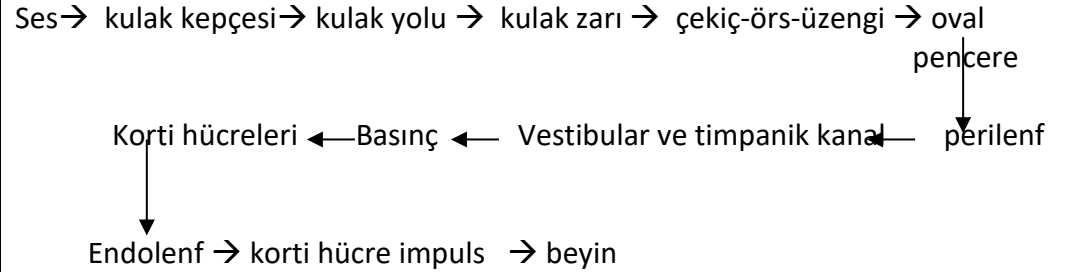 Ses→ kulak kepçesi→ kulak yolu → kulak zarı → çekiç-örs-üzengi → oval
pencere
Korti hücreleri ← Basınç ← Vestibular ve timpanik kanal ← perilenf
Endolenf → korti hücre impuls → beyin